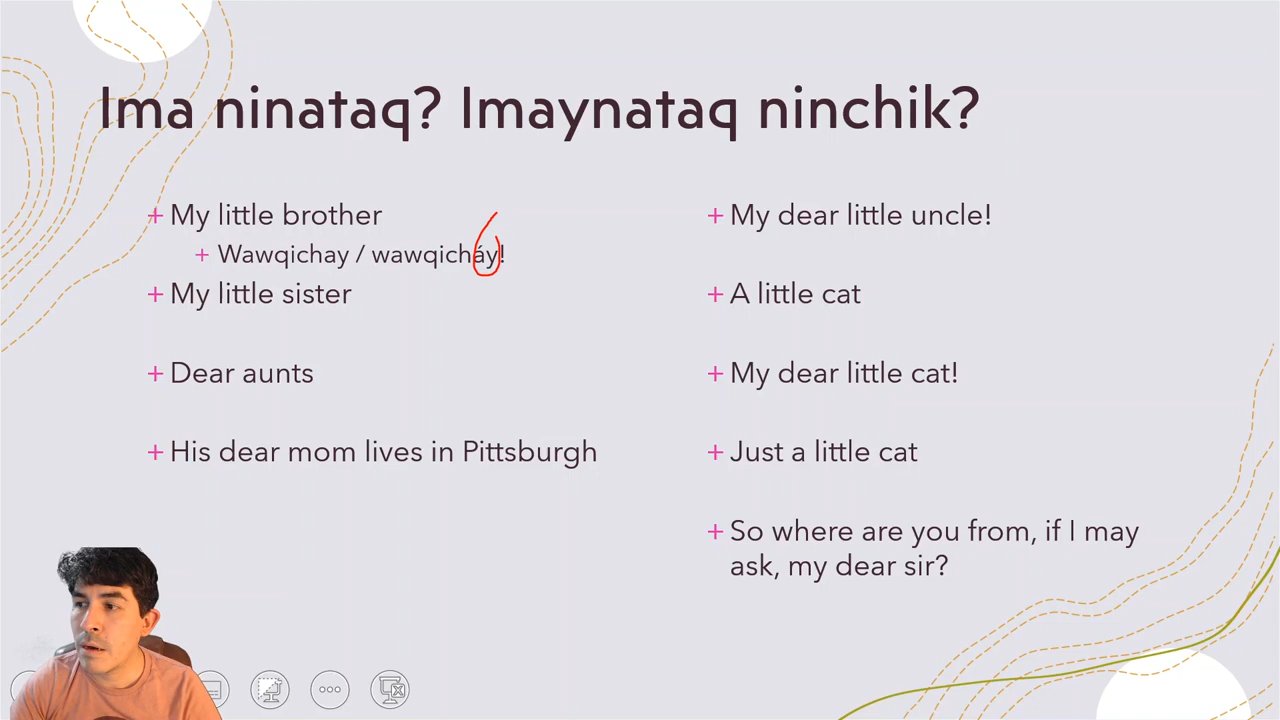 Ima ninataq? Imaynataq ninchik?
+ My little brother
+ Wawqichay / wawqicháy!
+ My little sister
+ Dear aunts
+ His dear mom lives in Pittsburgh
+ My dear little uncle!
+ A little cat
+ My dear little cat!
+ Just a little cat
+ So where are you from, if I may
ask, my dear sir?